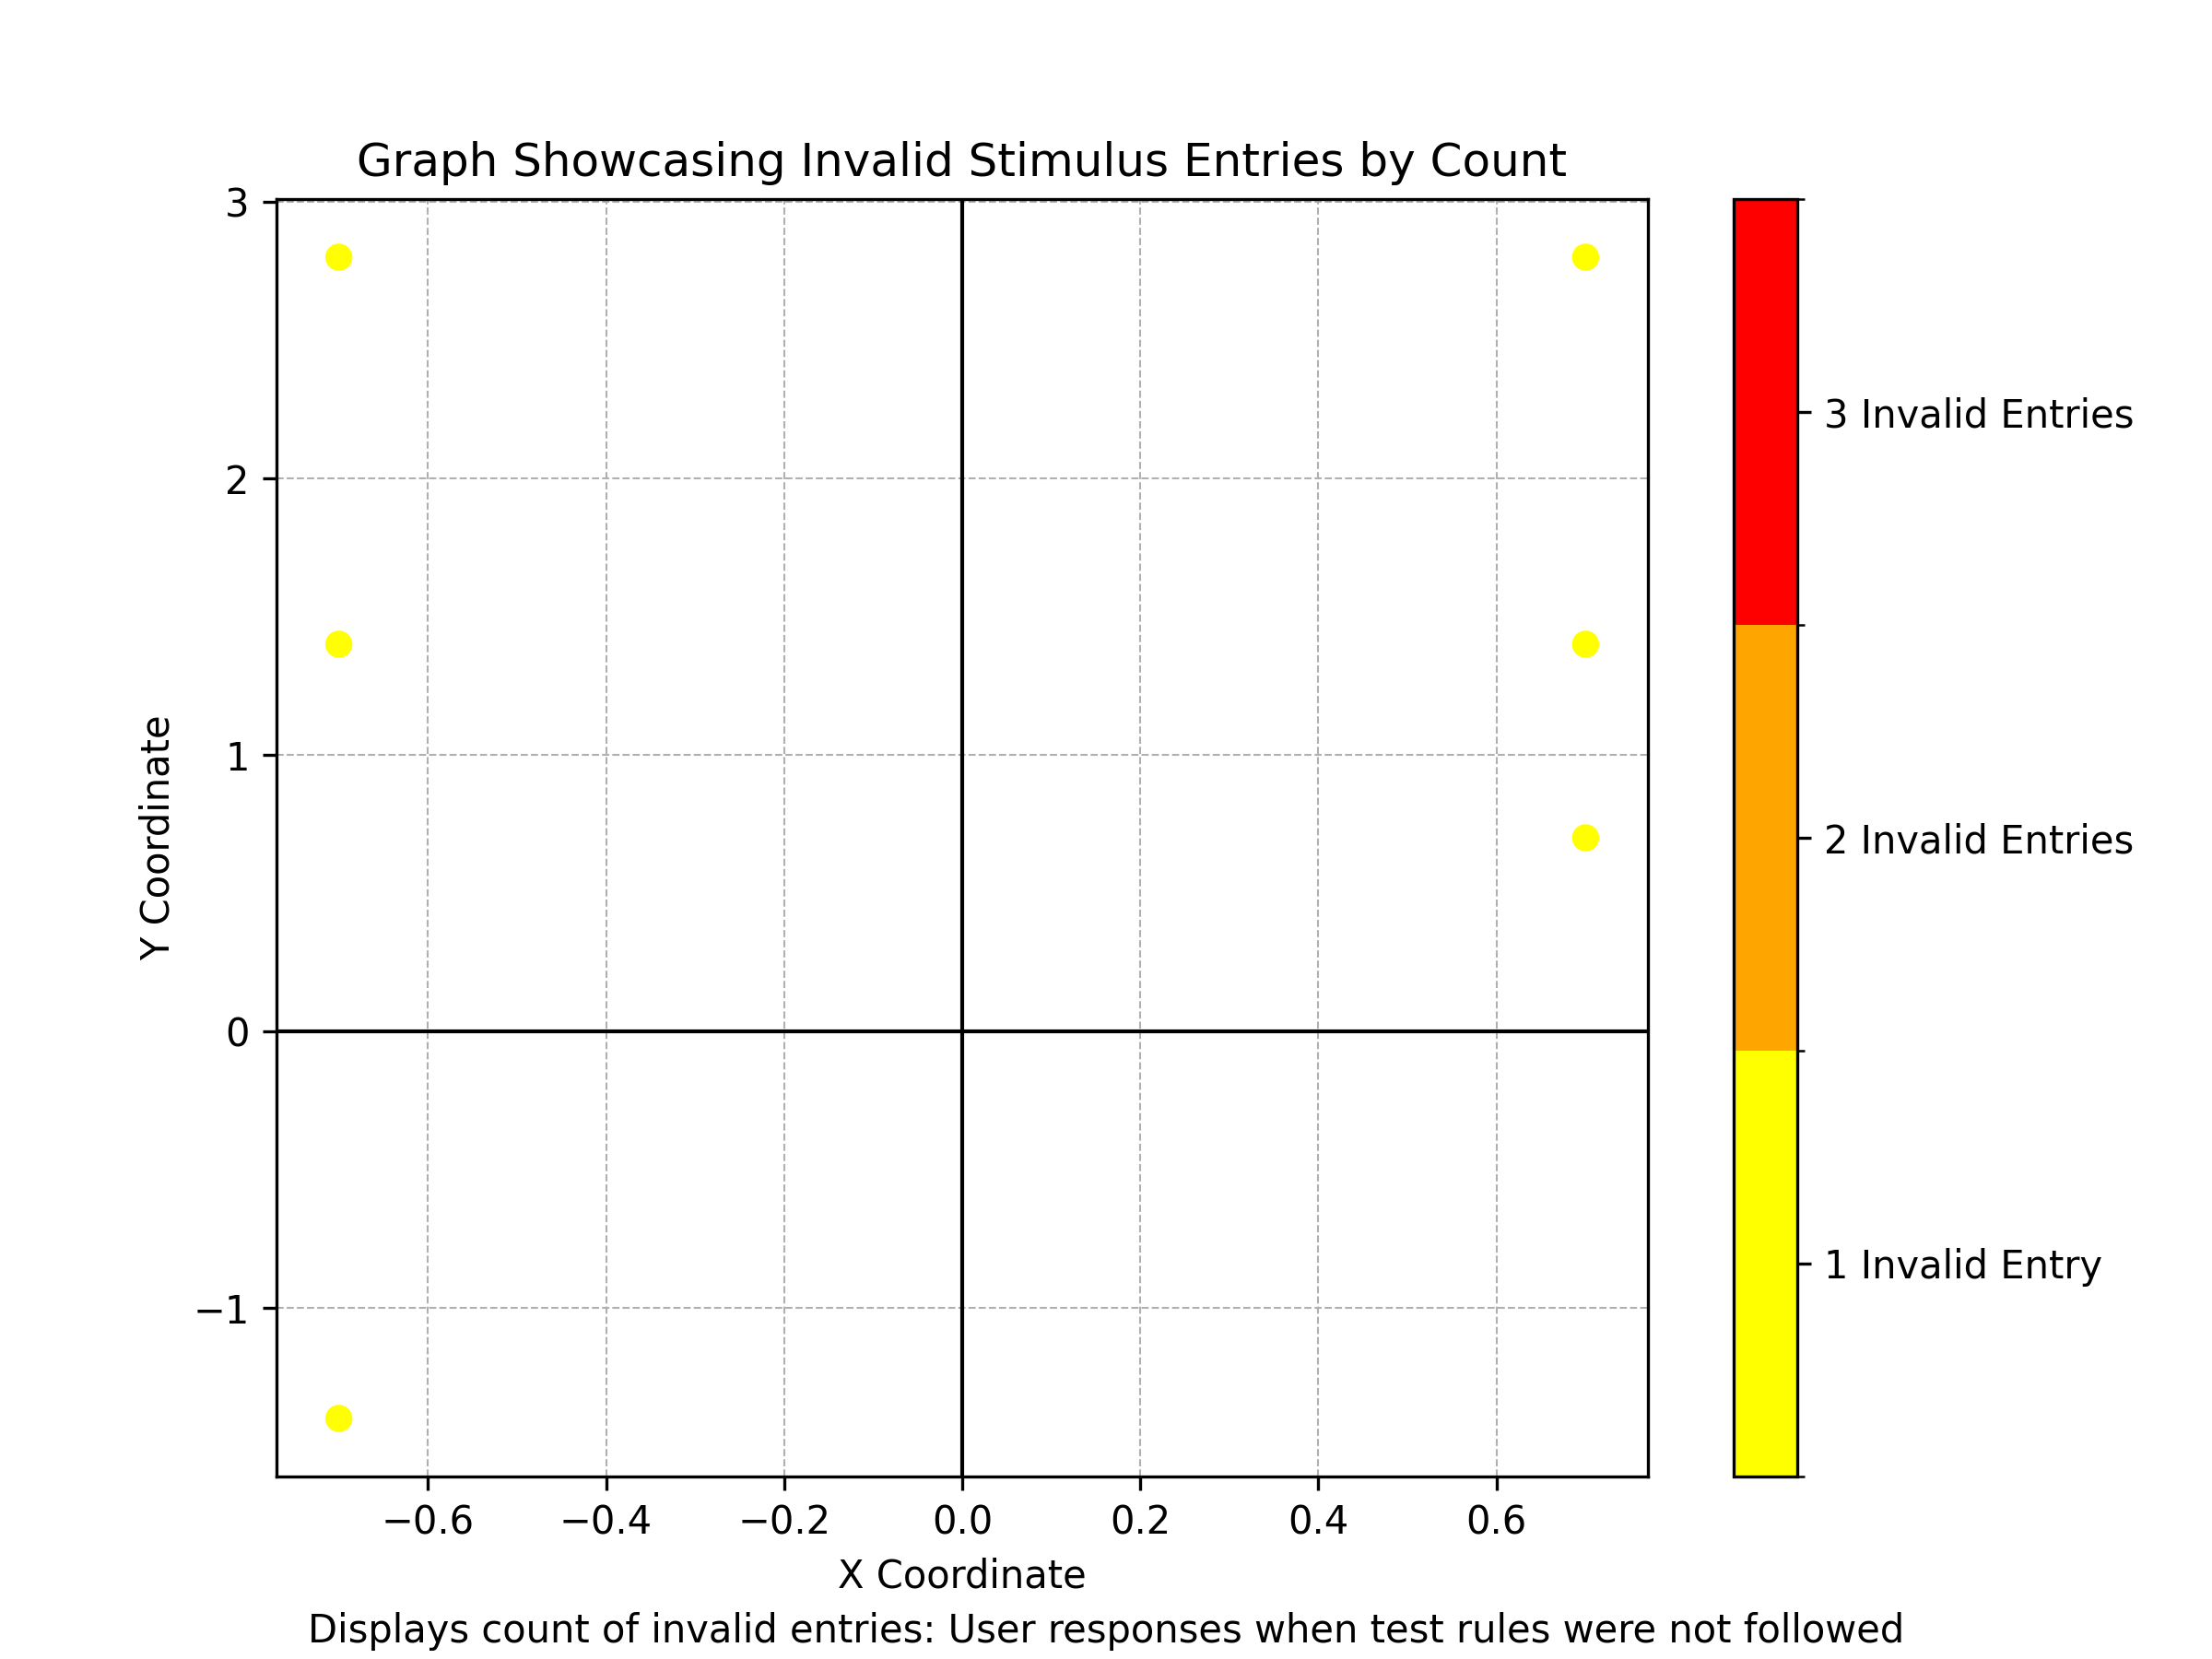 Graph Showcasing Invalid Stimulus Entries by Count
3
2
1
0
−1
Y Coordinate
−0.6
−0.4
−0.2
0.0
0.2
0.4
0.6
X Coordinate
3 Invalid Entries
2 Invalid Entries
1 Invalid Entry
Displays count of invalid entries: User responses when test rules were not followed